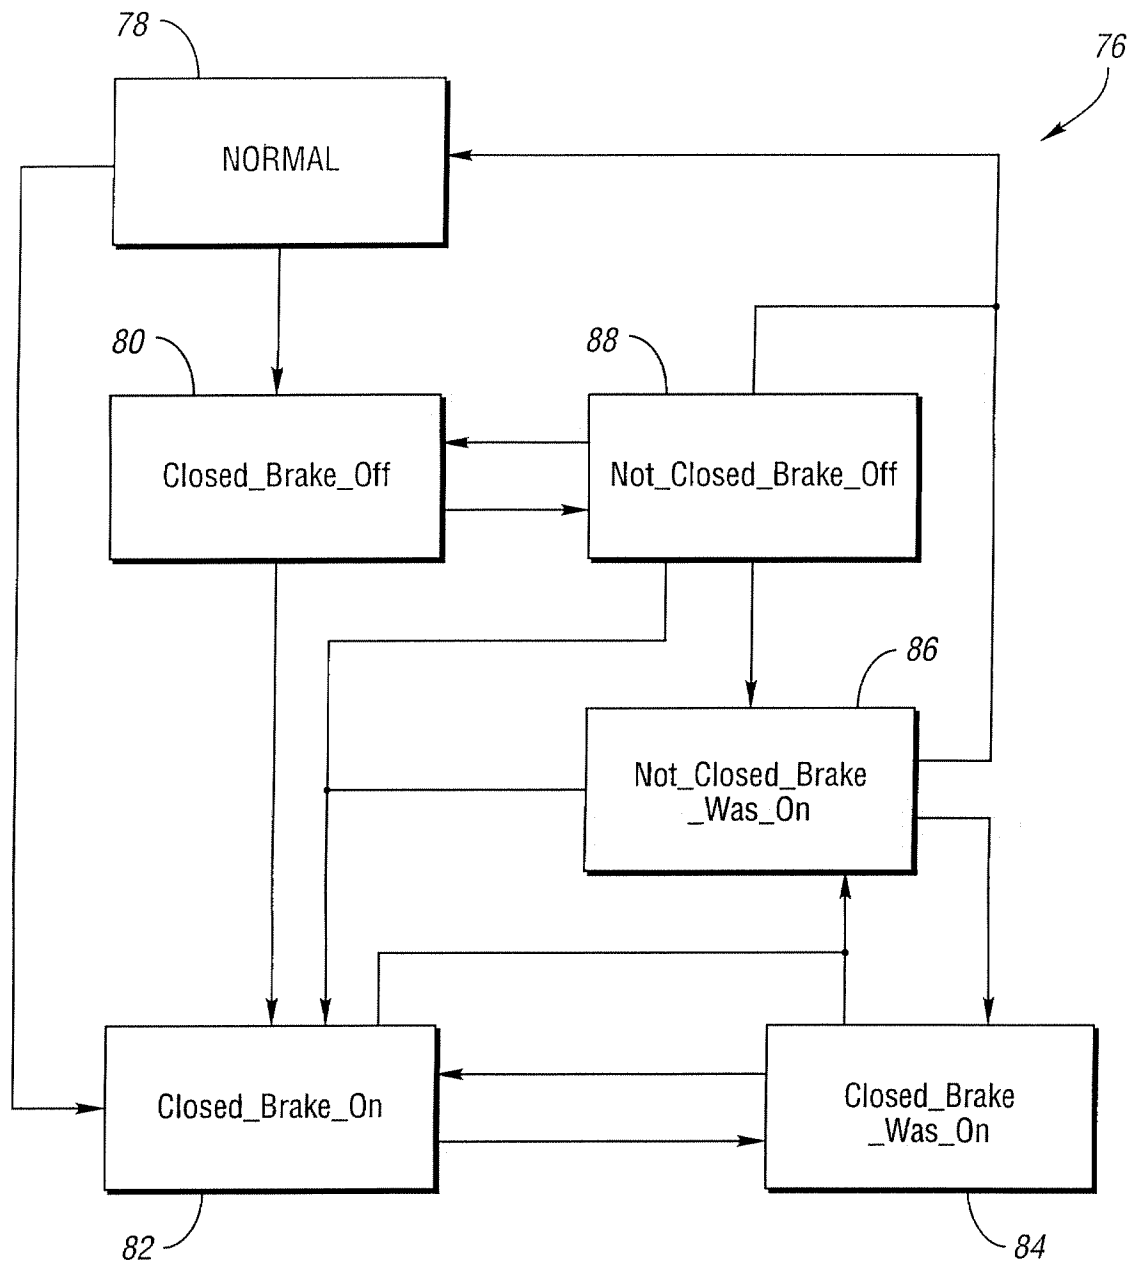 78
76
NORMAL
80
88
Closed_Brake_Off
Not_Closed_Brake_Off
86
Not_Closed_Brake
_Was_On
Closed_Brake_On
Closed_Brake
_Was_On
82
84